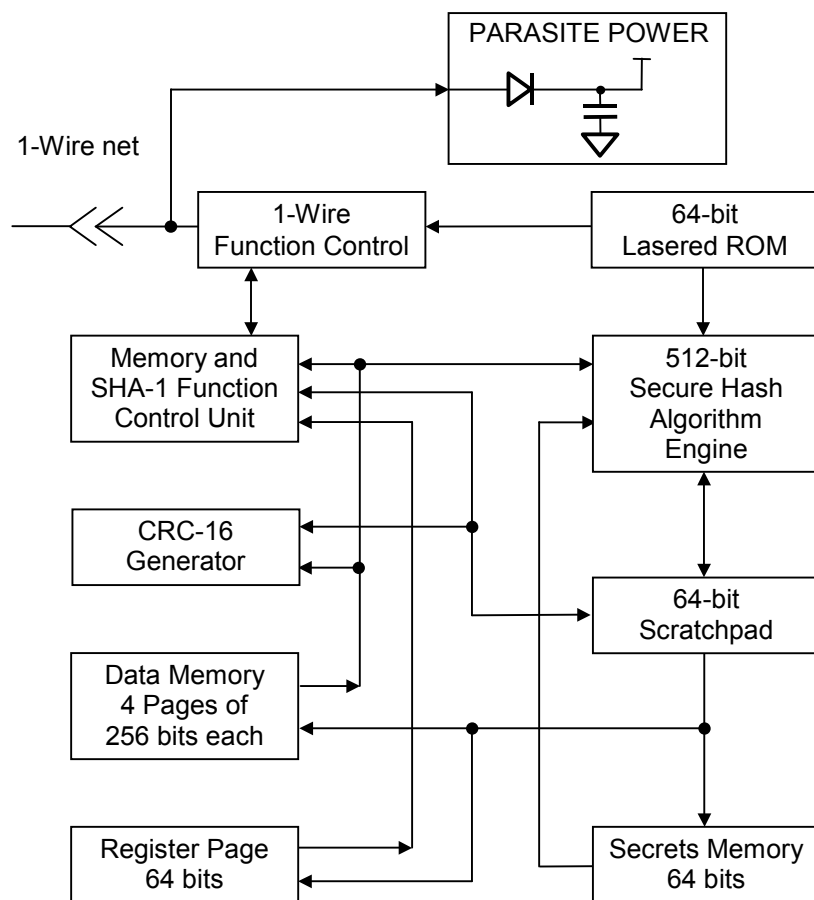 PARASITE POWER
1-Wire net
1-Wire
Function Control
64-bit
Lasered ROM
Memory and
SHA-1 Function
Control Unit
512-bit
Secure Hash
Algorithm
Engine
CRC-16
Generator
64-bit
Scratchpad
Data Memory
4 Pages of
256 bits each
Register Page
64 bits
Secrets Memory
64 bits